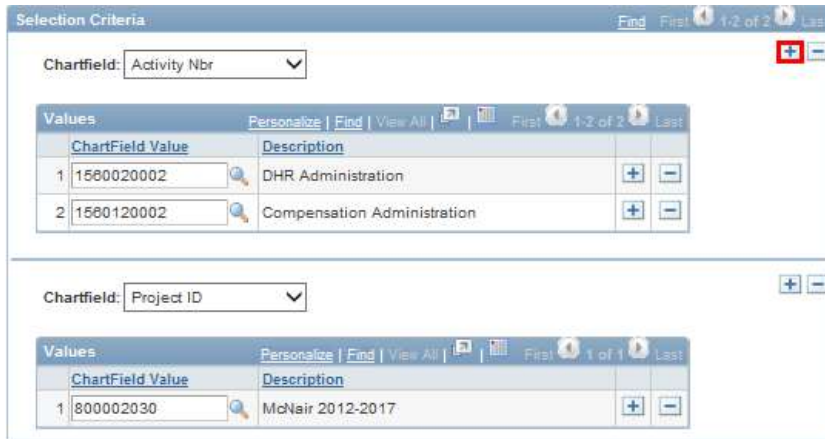 Selection Criteria Find First 1-2 of 2 Last
Chartfield: Activity Nbr
Values Personalize | Find | View All | | First 1-2 of 2 Last
ChartField Value Description
1 1560020002 DHR Administration
2 1560120002 Compensation Administration
Chartfield: Project ID
Values Personalize | Find | View All | | First 1 of 1 Last
ChartField Value Description
1 800002030 McNair 2012-2017